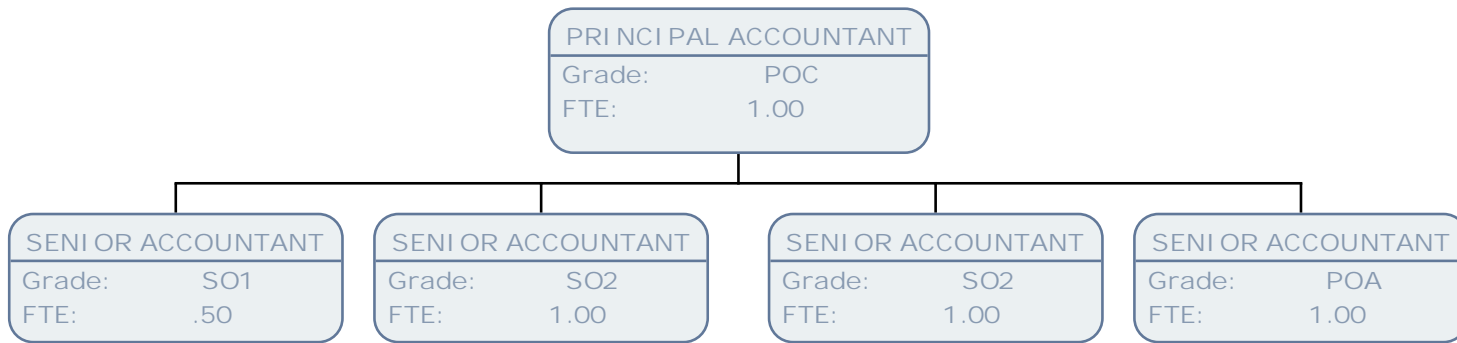 PRINCIPAL ACCOUNTANT
Grade: POC
FTE: 1.00
SENIOR ACCOUNTANT
Grade: SO1
FTE: .50
SENIOR ACCOUNTANT
Grade: SO2
FTE: 1.00
SENIOR ACCOUNTANT
Grade: SO2
FTE: 1.00
SENIOR ACCOUNTANT
Grade: POA
FTE: 1.00